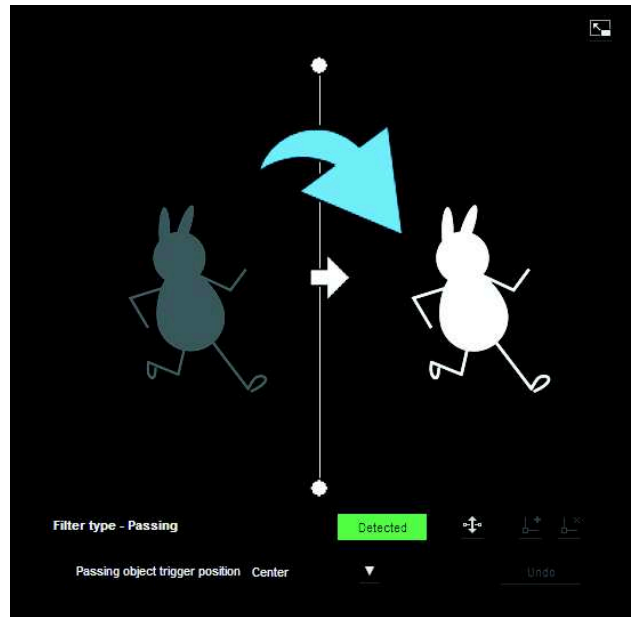 Filter type - Passing Detected
Passing object trigger position Center ▼ Undo